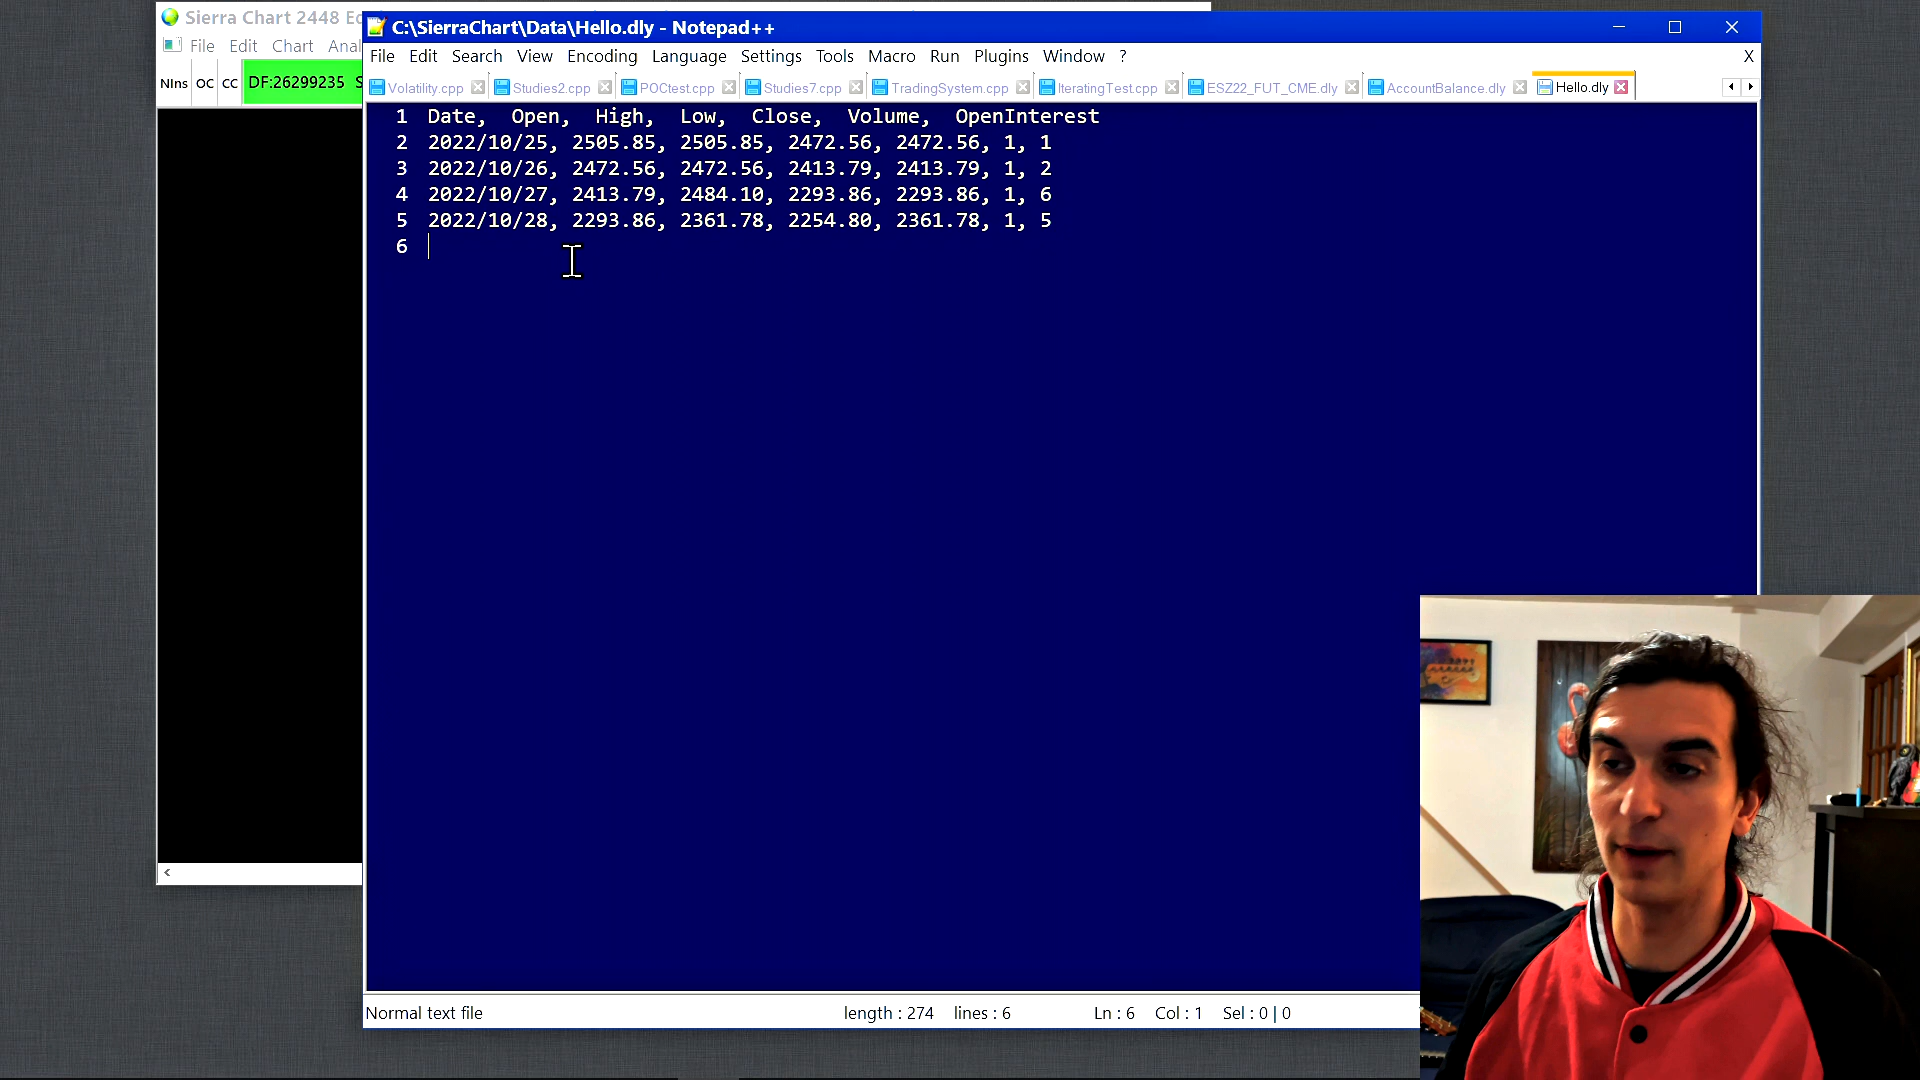 Sierra Chart 2448
File Edit Chart
NIns OC CC DF:26299235 S
C:\SierraChart\Data\Hello.dly - Notepad++
File Edit Search View Encoding Language Settings Tools Macro Run Plugins Window ? X
Volatility.cpp Studies2.cpp POCtest.cpp Studies7.cpp TradingSystem.cpp IteratingTest.cpp ESZ22_FUT_CME.dly AccountBalance.dly Hello.dly
1 Date, Open, High, Low, Close, Volume, OpenInterest
2 2022/10/25, 2505.85, 2505.85, 2472.56, 2472.56, 1, 1
3 2022/10/26, 2472.56, 2472.56, 2413.79, 2413.79, 1, 2
4 2022/10/27, 2413.79, 2484.10, 2293.86, 2293.86, 1, 6
5 2022/10/28, 2293.86, 2361.78, 2254.80, 2361.78, 1, 5
6
Normal text file length : 274 lines : 6 Ln : 6 Col : 1 Sel : 0 | 0